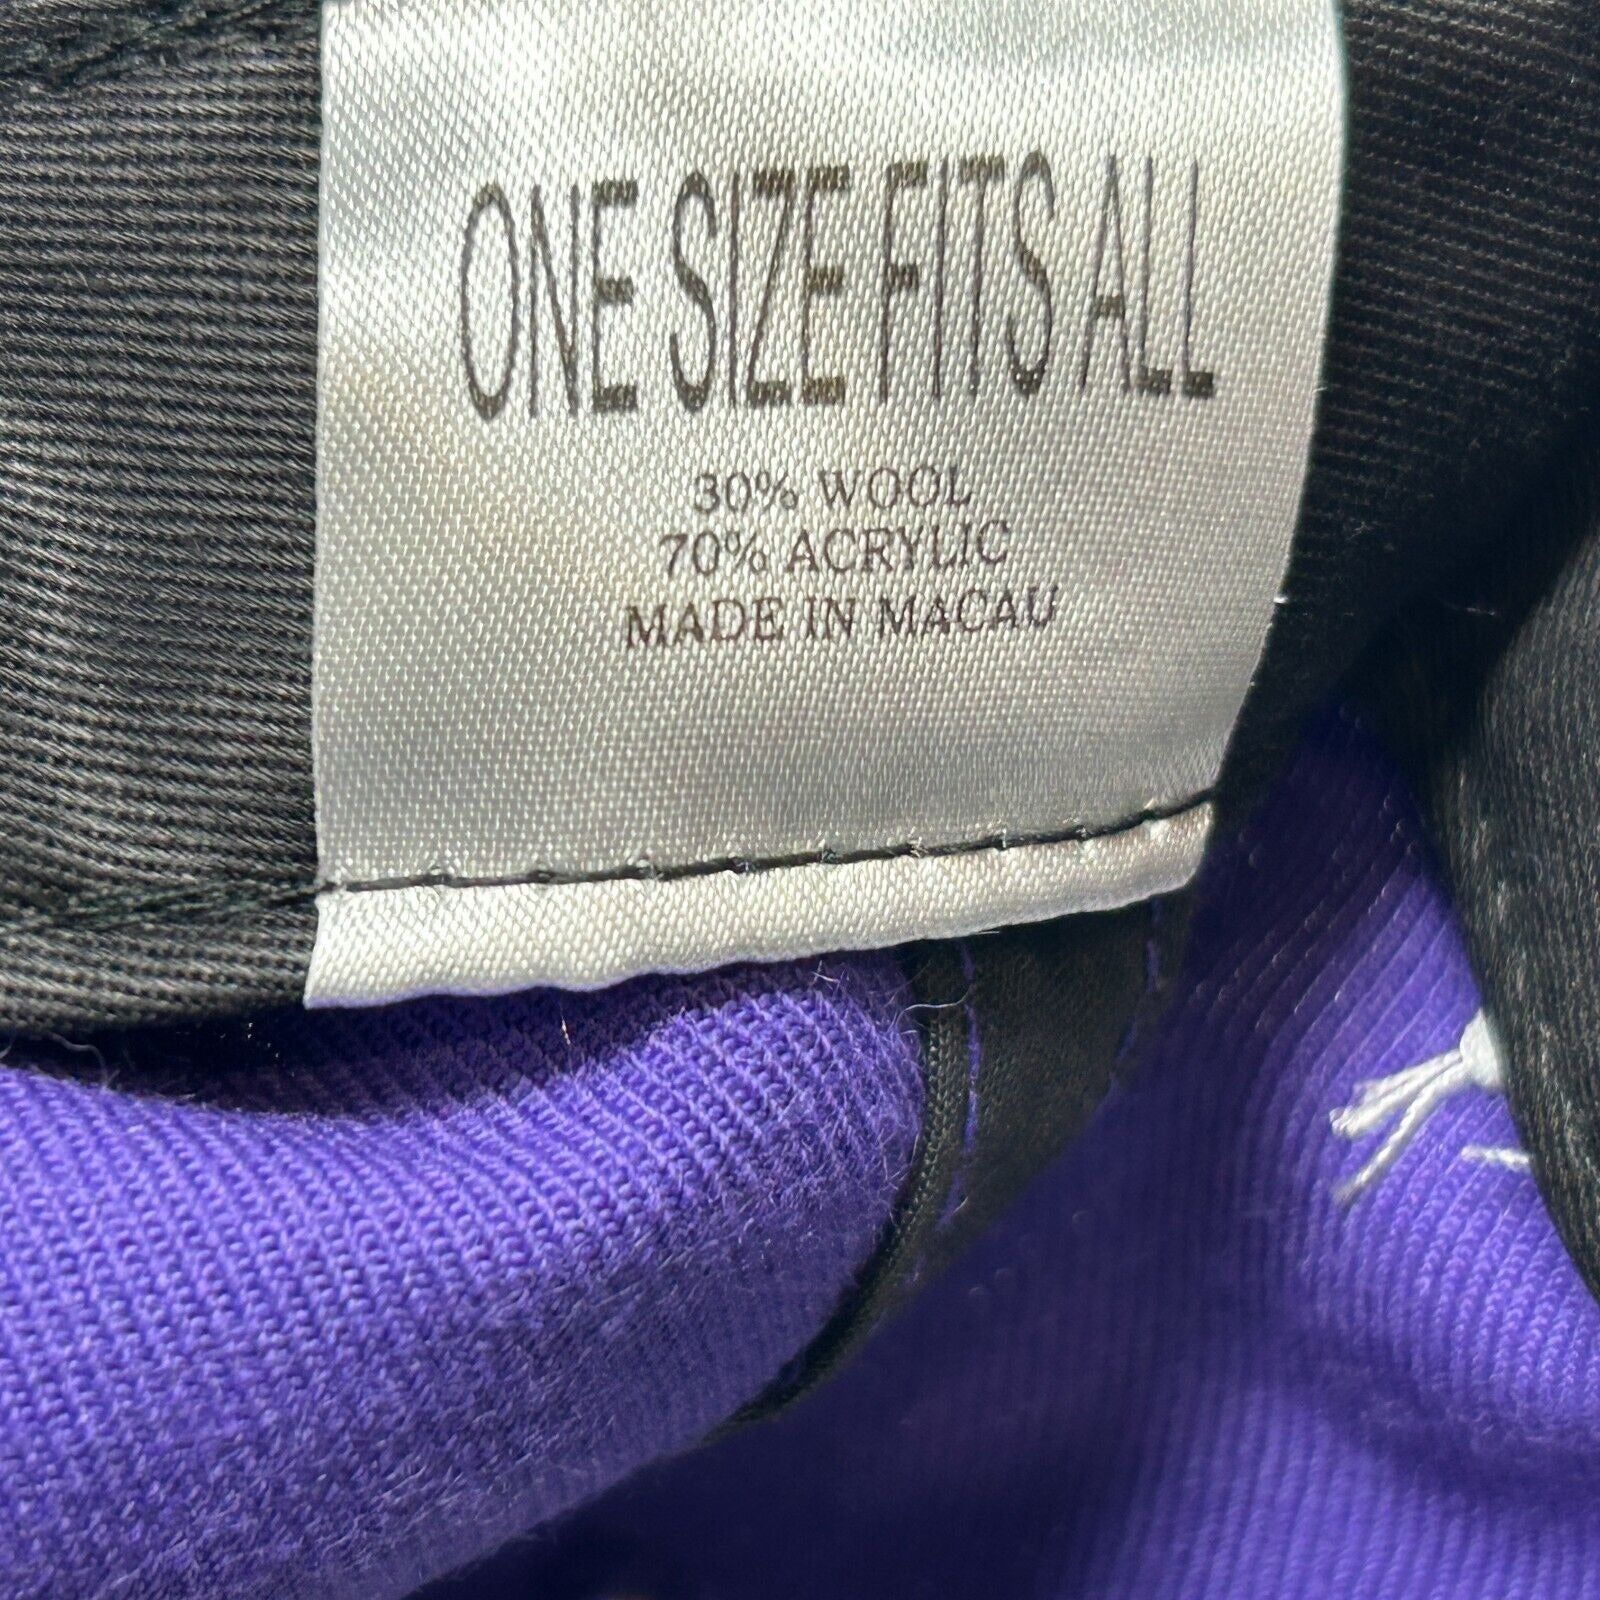 ONE SIZE FITS ALL
30% WOOL
70% ACRYLIC
MADE IN MACAU